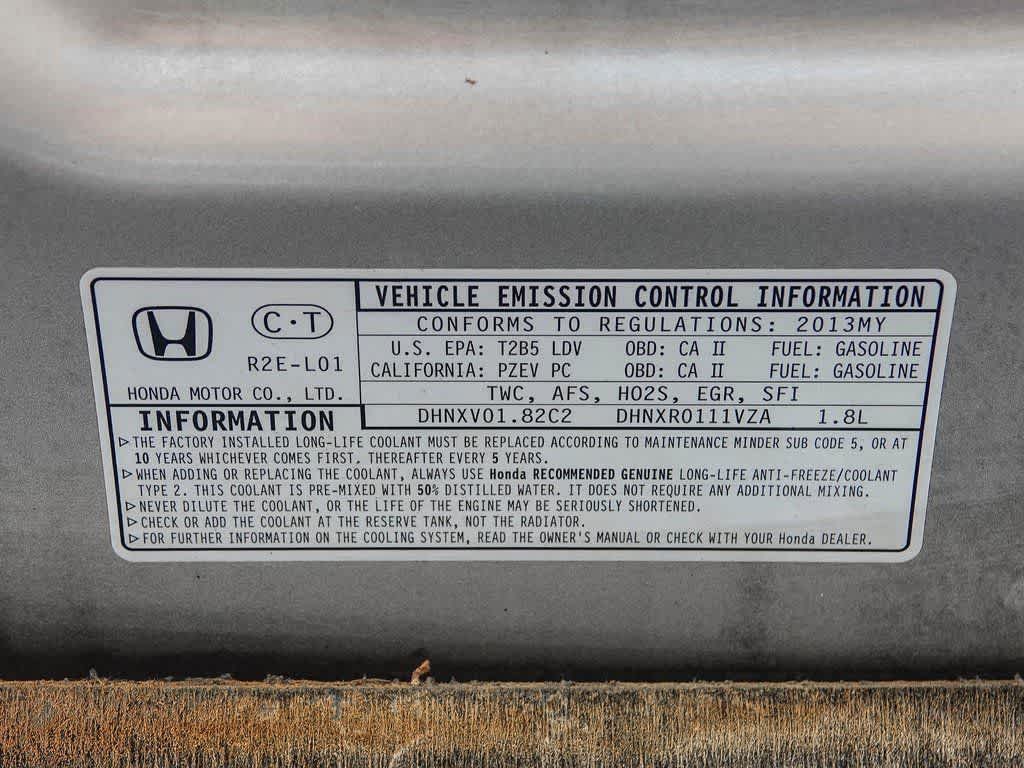 C·T
R2E-L01
HONDA MOTOR CO., LTD.
VEHICLE EMISSION CONTROL INFORMATION
CONFORMS TO REGULATIONS: 2013MY
U.S. EPA: T2B5 LDV OBD: CA II FUEL: GASOLINE
CALIFORNIA: PZEV PC OBD: CA II FUEL: GASOLINE
TWC, AFS, HO2S, EGR, SFI
DHNXV01.82C2 DHNXR0111VZA 1.8L
INFORMATION
▷THE FACTORY INSTALLED LONG-LIFE COOLANT MUST BE REPLACED ACCORDING TO MAINTENANCE MINDER SUB CODE 5, OR AT
10 YEARS WHICHEVER COMES FIRST. THEREAFTER EVERY 5 YEARS.
▷WHEN ADDING OR REPLACING THE COOLANT, ALWAYS USE Honda RECOMMENDED GENUINE LONG-LIFE ANTI-FREEZE/COOLANT
TYPE 2. THIS COOLANT IS PRE-MIXED WITH 50% DISTILLED WATER. IT DOES NOT REQUIRE ANY ADDITIONAL MIXING.
▷NEVER DILUTE THE COOLANT, OR THE LIFE OF THE ENGINE MAY BE SERIOUSLY SHORTENED.
▷CHECK OR ADD THE COOLANT AT THE RESERVE TANK, NOT THE RADIATOR.
▷FOR FURTHER INFORMATION ON THE COOLING SYSTEM, READ THE OWNER'S MANUAL OR CHECK WITH YOUR Honda DEALER.